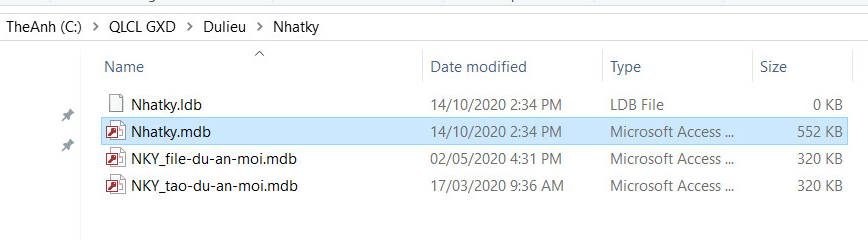 TheAnh (C:) > QLCL GXD > Dulieu > Nhatky
Name Date modified Type Size
Nhatky.ldb 14/10/2020 2:34 PM LDB File 0 KB
Nhatky.mdb 14/10/2020 2:34 PM Microsoft Access ... 552 KB
NKY_file-du-an-moi.mdb 02/05/2020 4:31 PM Microsoft Access ... 320 KB
NKY_tao-du-an-moi.mdb 17/03/2020 9:36 AM Microsoft Access ... 320 KB